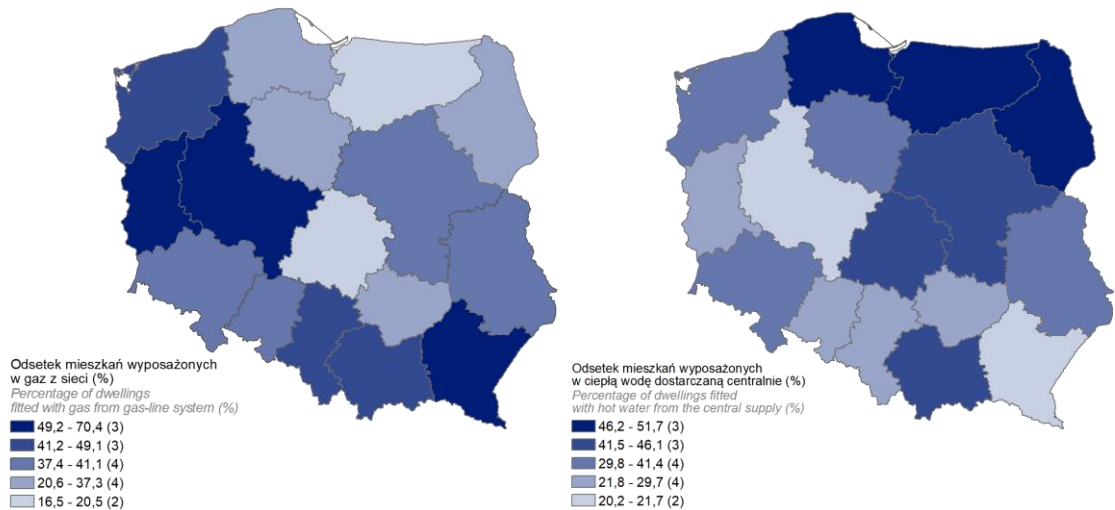 Odsetek mieszkań wyposażonych
w gaz z sieci (%)
Percentage of dwellings
fitted with gas from gas-line system (%)
49,2 - 70,4 (3)
41,2 - 49,1 (3)
37,4 - 41,1 (4)
20,6 - 37,3 (4)
16,5 - 20,5 (2)
Odsetek mieszkań wyposażonych
w ciepłą wodę dostarczaną centralnie (%)
Percentage of dwellings fitted
with hot water from the central supply (%)
46,2 - 51,7 (3)
41,5 - 46,1 (3)
29,8 - 41,4 (4)
21,8 - 29,7 (4)
20,2 - 21,7 (2)